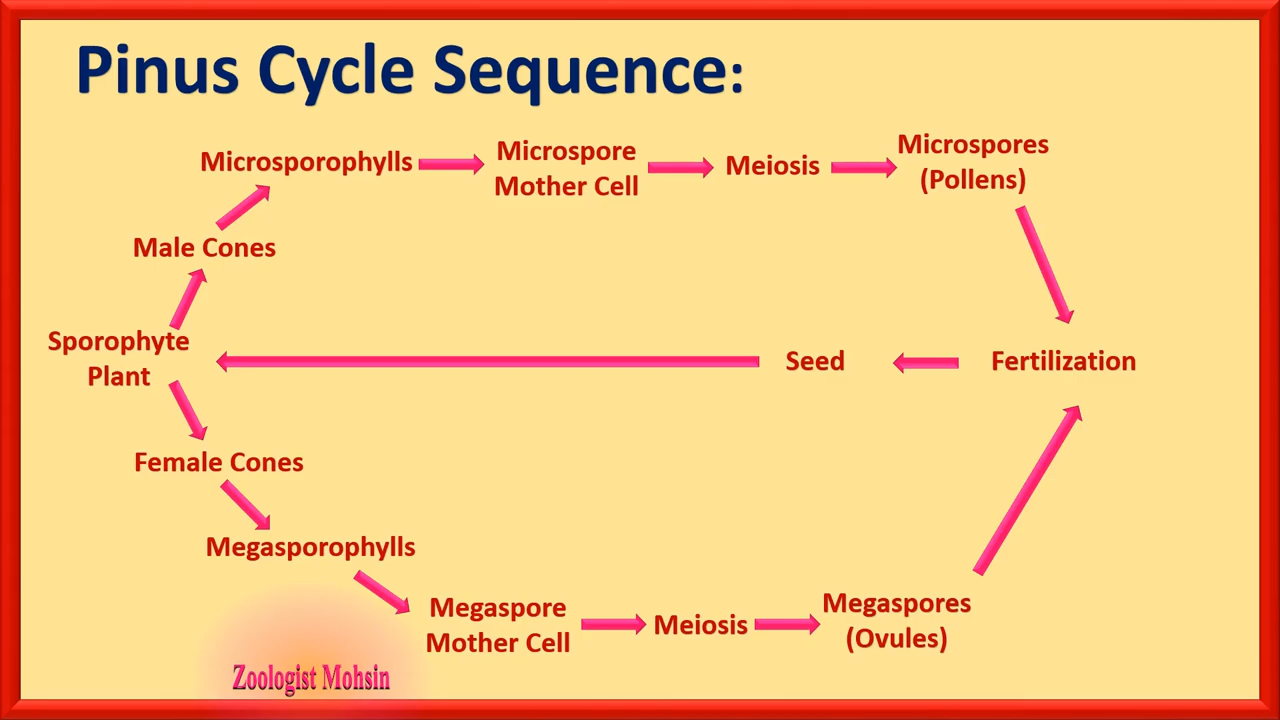 Pinus Cycle Sequence:
Microsporophylls
Microspore
Mother Cell
Meiosis
Microspores
(Pollens)
Male Cones
Sporophyte
Plant
Seed
Fertilization
Female Cones
Megasporophylls
Megaspore
Mother Cell
Meiosis
Megaspores
(Ovules)
Zoologist Mohsin